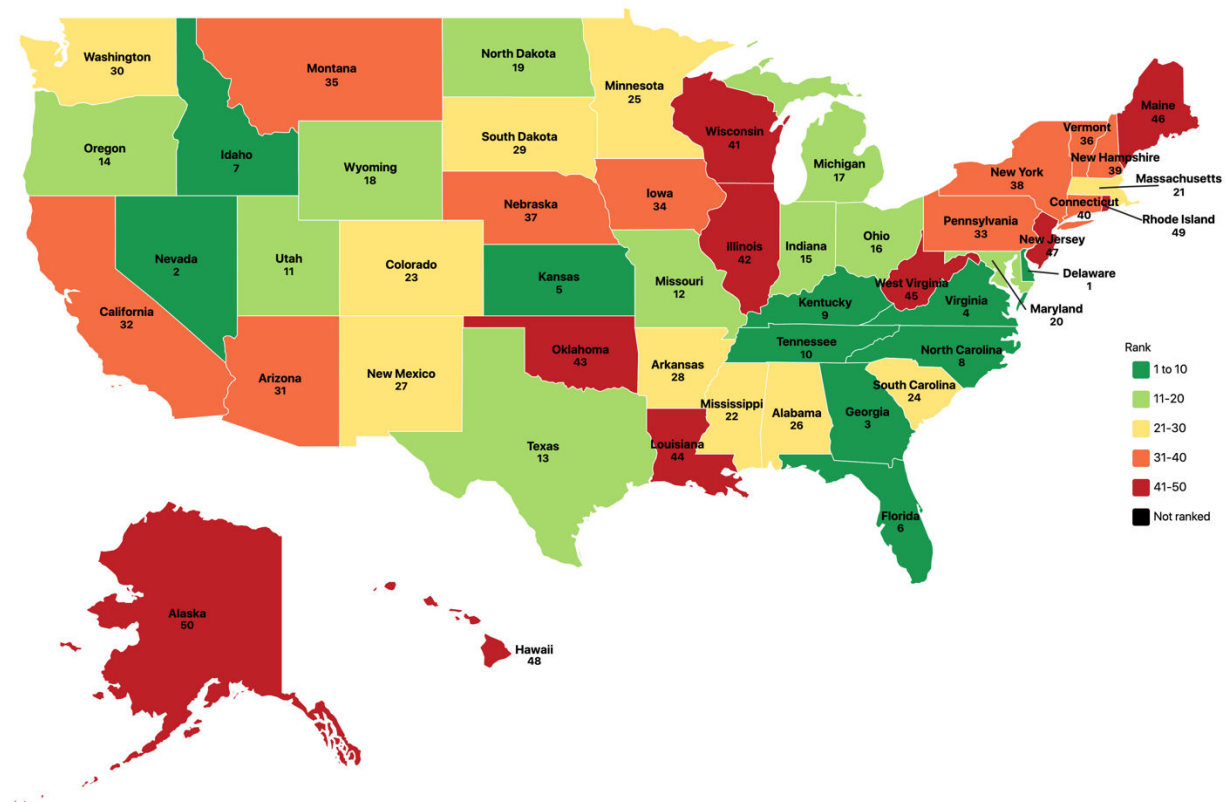 Washington
30
Montana
35
North Dakota
19
Minnesota
25
Oregon
14
Idaho
7
Wyoming
18
South Dakota
29
Wisconsin
41
Michigan
17
Maine
46
Vermont
36
New Hampshire
39
New York
38
Massachusetts
21
Connecticut
40
Rhode Island
49
Nebraska
37
Iowa
34
Pennsylvania
33
New Jersey
47
Nevada
2
Utah
11
Colorado
23
Kansas
5
Missouri
12
Illinois
42
Indiana
15
Ohio
16
West Virginia
45
Delaware
1
Maryland
20
Virginia
4
Kentucky
9
California
32
Arizona
31
New Mexico
27
Oklahoma
43
Arkansas
28
Tennessee
10
North Carolina
8
South Carolina
24
Texas
13
Louisiana
44
Mississippi
22
Alabama
26
Georgia
3
Florida
6
Alaska
50
Hawaii
48
Rank
1 to 10
11-20
21-30
31-40
41-50
Not ranked